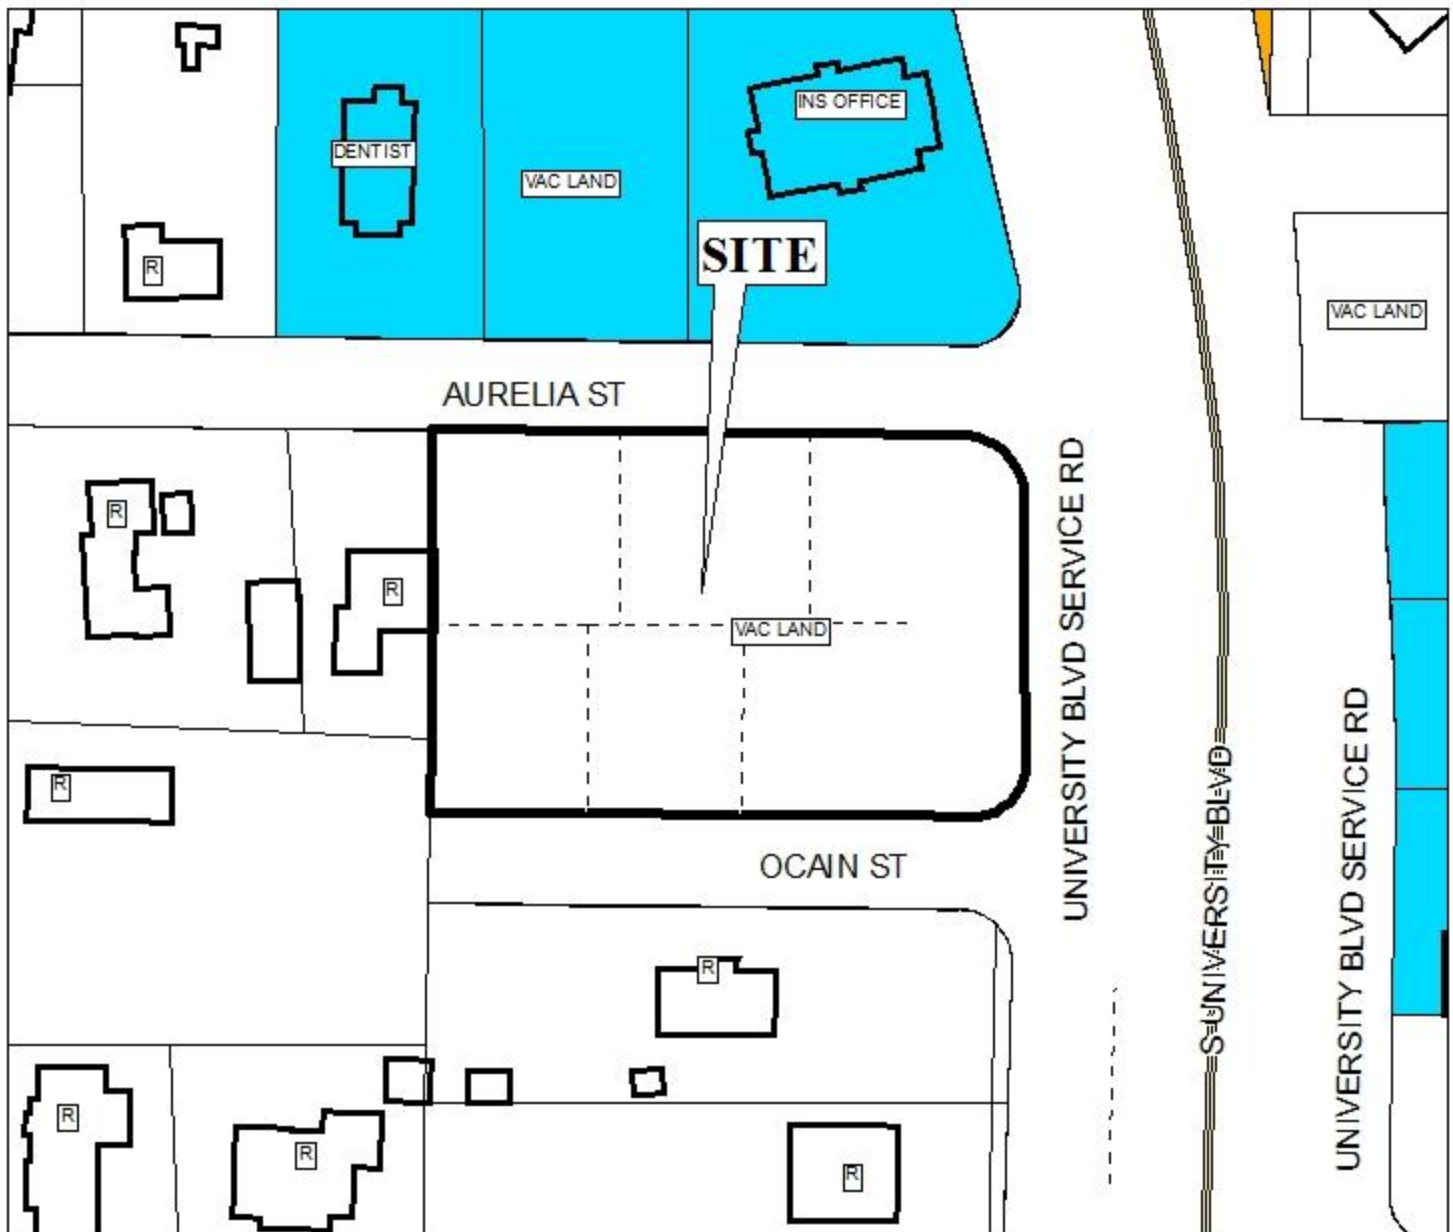 INS OFFICE
DENTIST
VAC LAND
SITE
R
VAC LAND
AURELIA ST
R
R
VAC LAND
UNIVERSITY BLVD SERVICE RD
R
OCAIN ST
S UNIVERSITY BLVD
UNIVERSITY BLVD SERVICE RD
R
R
R
R